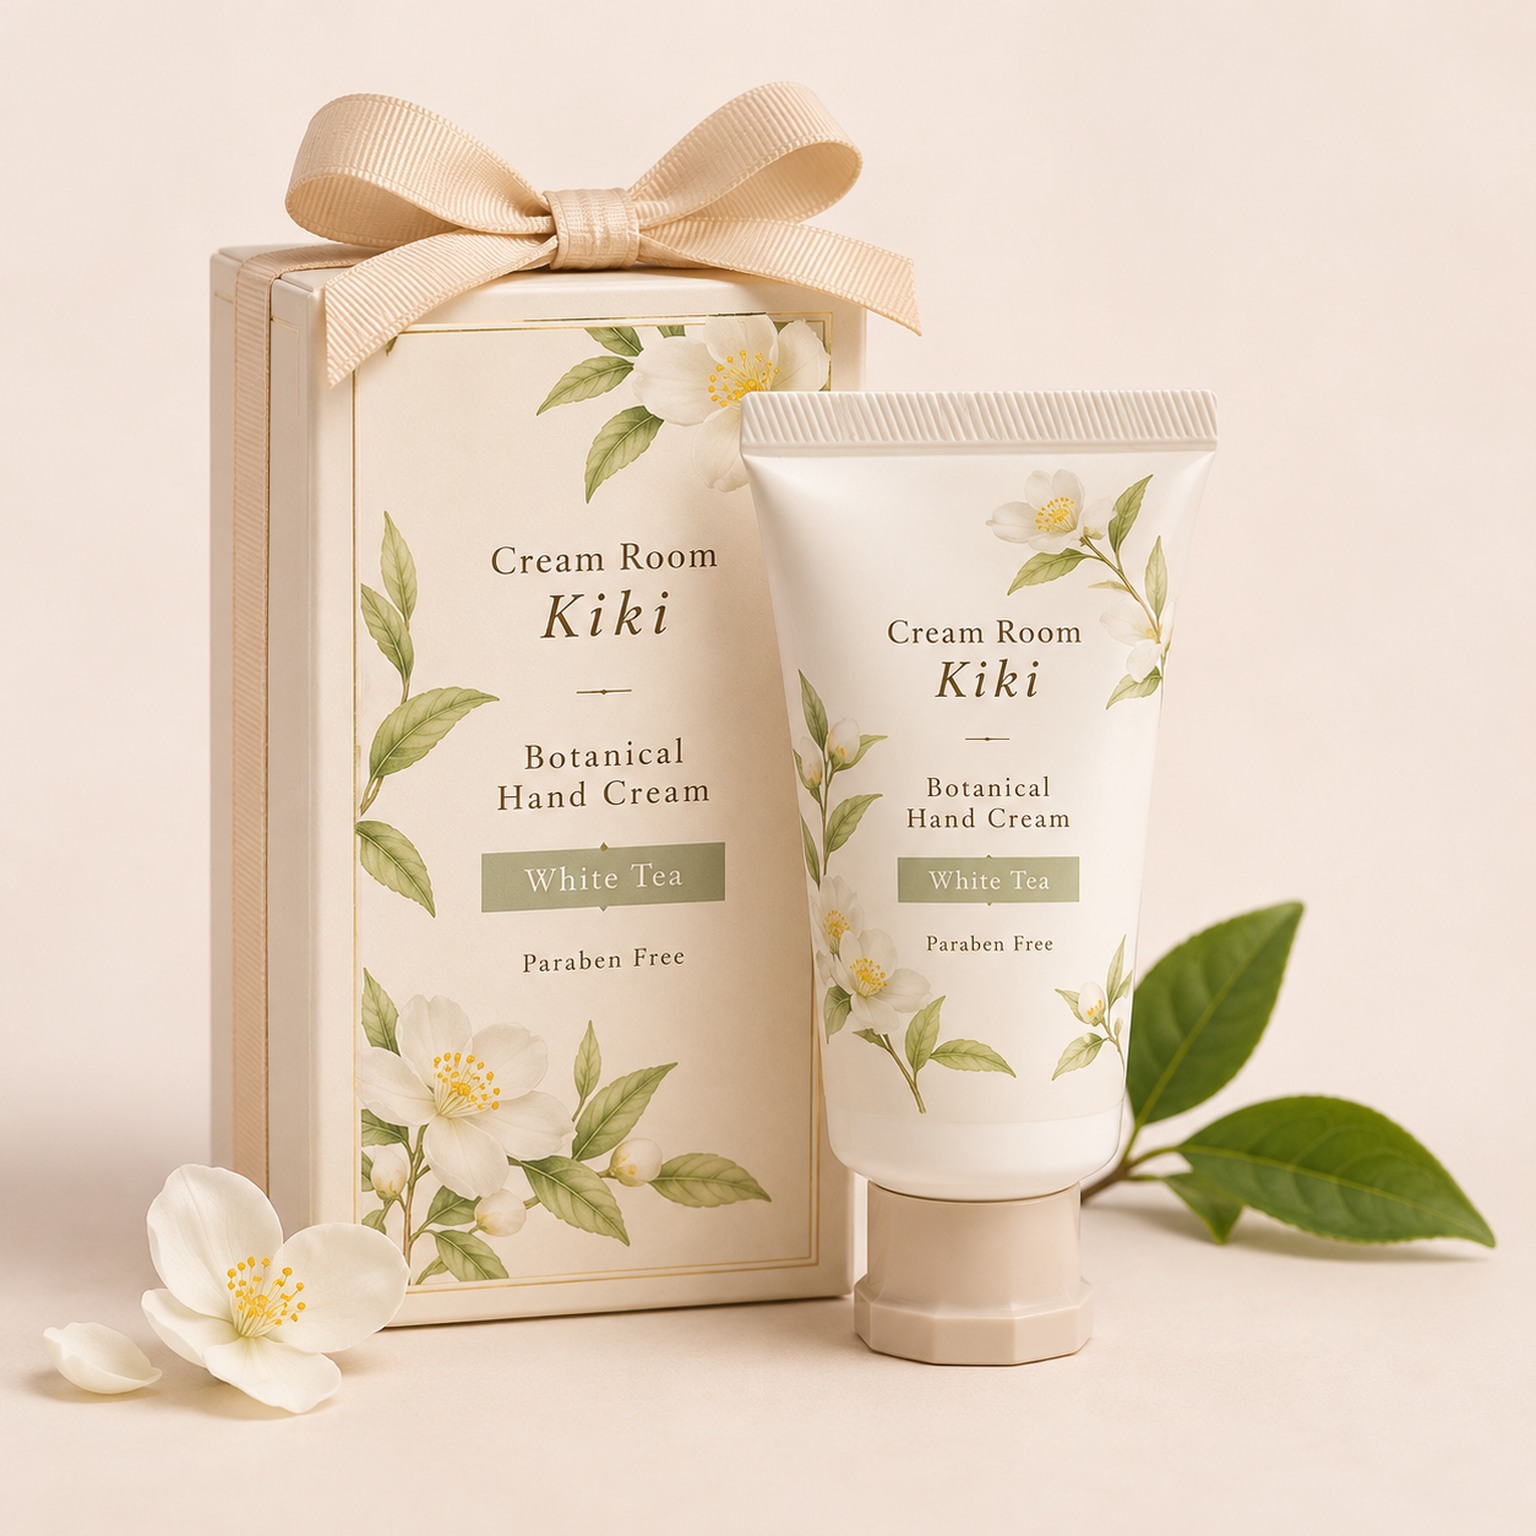 Cream Room
Kiki
Botanical
Hand Cream
White Tea
Paraben Free
Cream Room
Kiki
Botanical
Hand Cream
White Tea
Paraben Free